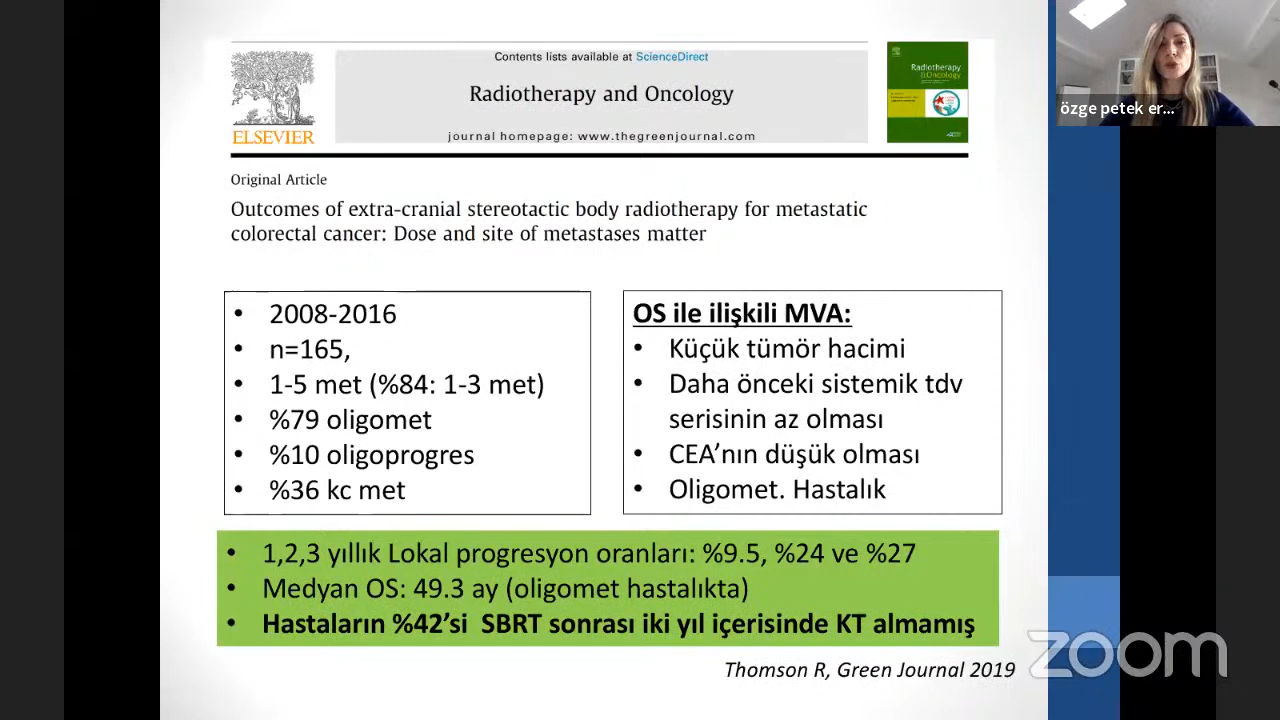 Contents lists available at ScienceDirect
Radiotherapy and Oncology
journal homepage: www.thegreenjournal.com
ELSEVIER
Radiotherapy
&Oncology
özge petek er...
Original Article
Outcomes of extra-cranial stereotactic body radiotherapy for metastatic
colorectal cancer: Dose and site of metastases matter
• 2008-2016
• n=165,
• 1-5 met (%84: 1-3 met)
• %79 oligomet
• %10 oligoprogres
• %36 kc met
OS ile ilişkili MVA:
• Küçük tümör hacimi
• Daha önceki sistemik tdv
serisinin az olması
• CEA’nın düşük olması
• Oligomet. Hastalık
• 1,2,3 yıllık Lokal progresyon oranları: %9.5, %24 ve %27
• Medyan OS: 49.3 ay (oligomet hastalıkta)
• Hastaların %42’si SBRT sonrası iki yıl içerisinde KT almamış
Thomson R, Green Journal 2019
zoom